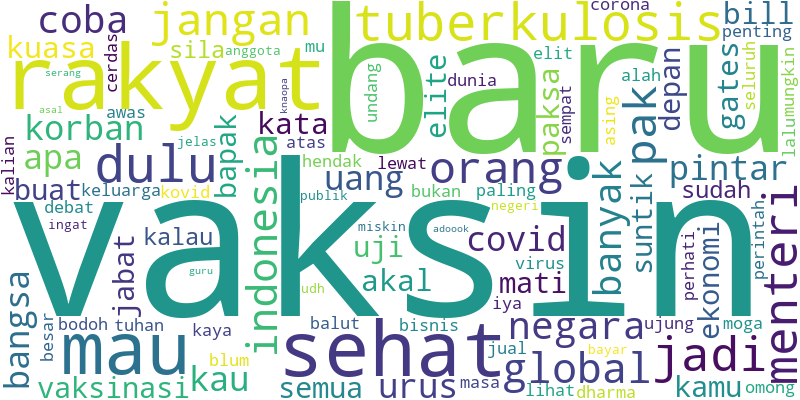 corona
coba jangan tuberkulosis bill
kuasa sila anggota mu elit penting
cerdas
rakyat baru
serang undang dunia alah gates seluruh
asal awas knaopa elite sempat asing depan lalumungkin
korban kata paksa pak
jelas atas
apa dulu bapak hendak lewat orang pintar
kalian buat keluarga kovid uang bukan paling banyak suntik sudah menteri
debat publik negeri
vaksin
ingat kalau indonesia miskin adoook covid
jabat uji virus perhati perintah
bangsa guru udh akal mati ekonomi
iya
besar bodoh tuhan kaya balut bisnis negara ujung moga
mau sehat jadi
blum jual global bayar
vaksinasi kau semua urus masa lihat dharma kamu omong